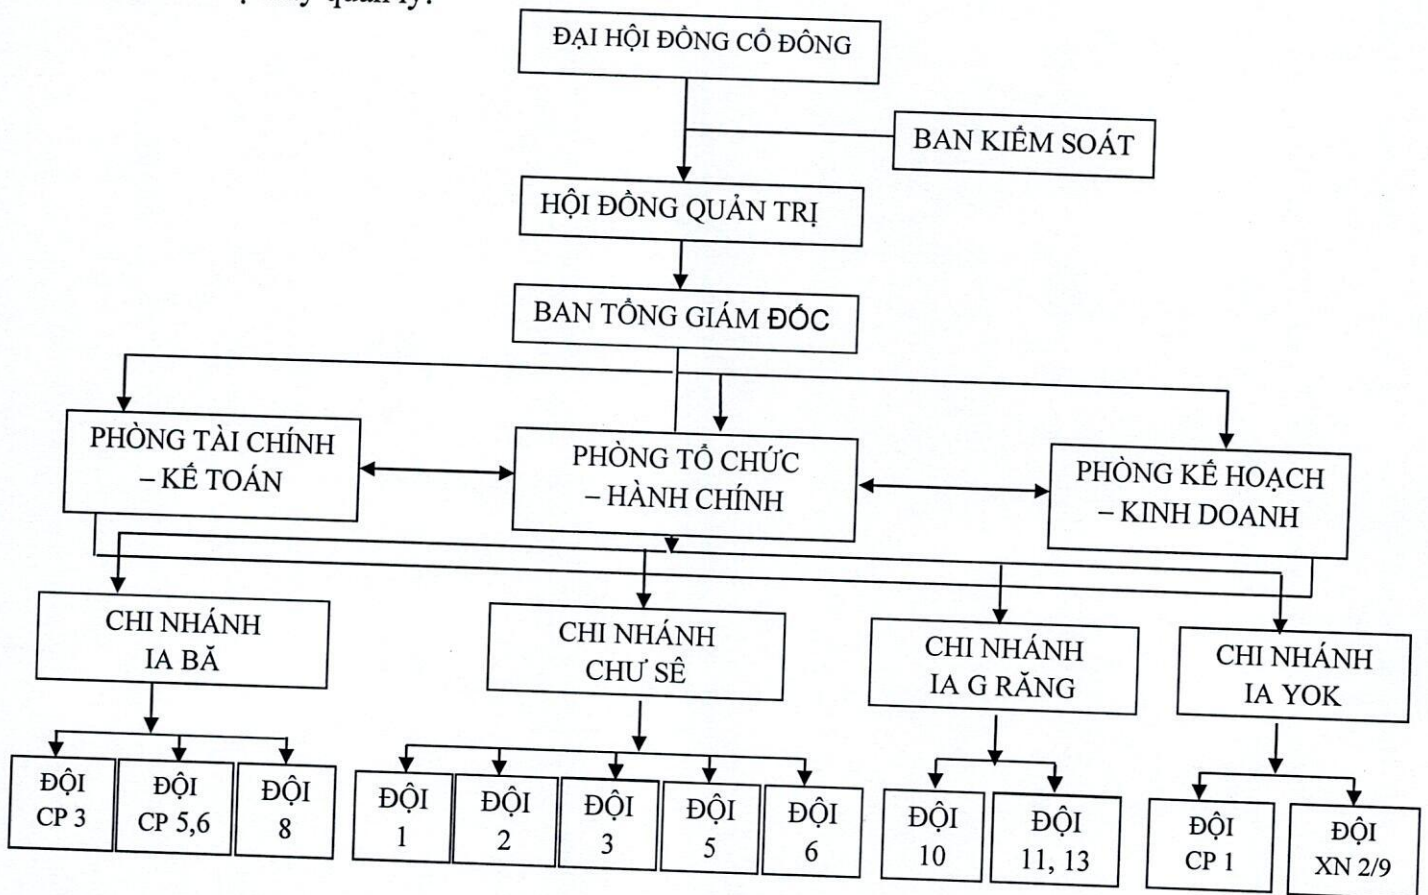 quản lý:
ĐẠI HỘI ĐỒNG CỔ ĐÔNG
BAN KIỂM SOÁT
HỘI ĐỒNG QUẢN TRỊ
BAN TỔNG GIÁM ĐỐC
PHÒNG TÀI CHÍNH
– KẾ TOÁN
PHÒNG TỔ CHỨC
– HÀNH CHÍNH
PHÒNG KẾ HOẠCH
– KINH DOANH
CHI NHÁNH
IA BĂ
CHI NHÁNH
CHƯ SÊ
CHI NHÁNH
IA G RĂNG
CHI NHÁNH
IA YOK
ĐỘI
CP 3
ĐỘI
CP 5,6
ĐỘI
8
ĐỘI
1
ĐỘI
2
ĐỘI
3
ĐỘI
5
ĐỘI
6
ĐỘI
10
ĐỘI
11, 13
ĐỘI
CP 1
ĐỘI
XN 2/9